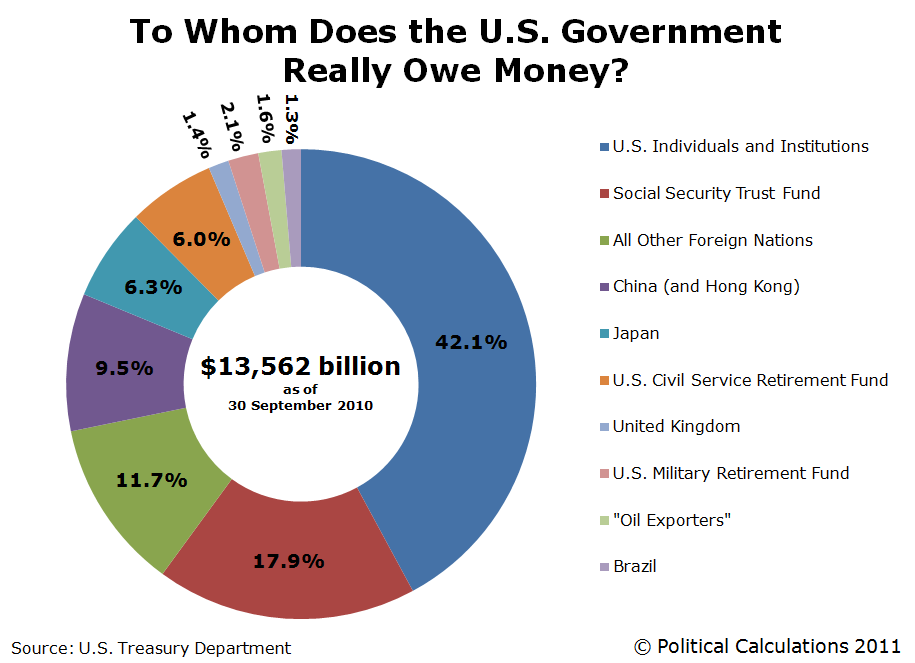 To Whom Does the U.S. Government
Really Owe Money?
1.4%
2.1%
1.6%
1.3%
6.0%
6.3%
9.5%
11.7%
17.9%
42.1%
$13,562 billion
as of
30 September 2010
U.S. Individuals and Institutions
Social Security Trust Fund
All Other Foreign Nations
China (and Hong Kong)
Japan
U.S. Civil Service Retirement Fund
United Kingdom
U.S. Military Retirement Fund
"Oil Exporters"
Brazil
Source: U.S. Treasury Department
© Political Calculations 2011